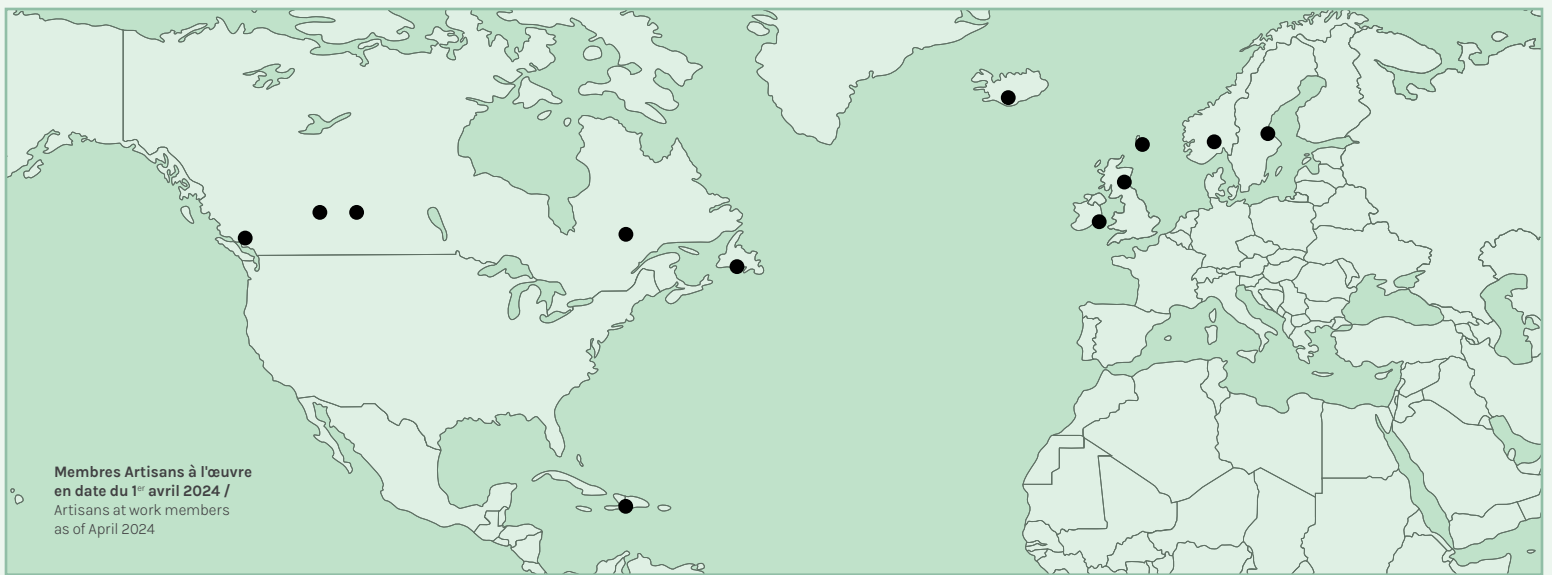 Membres Artisans à l'œuvre
en date du 1er avril 2024 /
Artisans at work members
as of April 2024